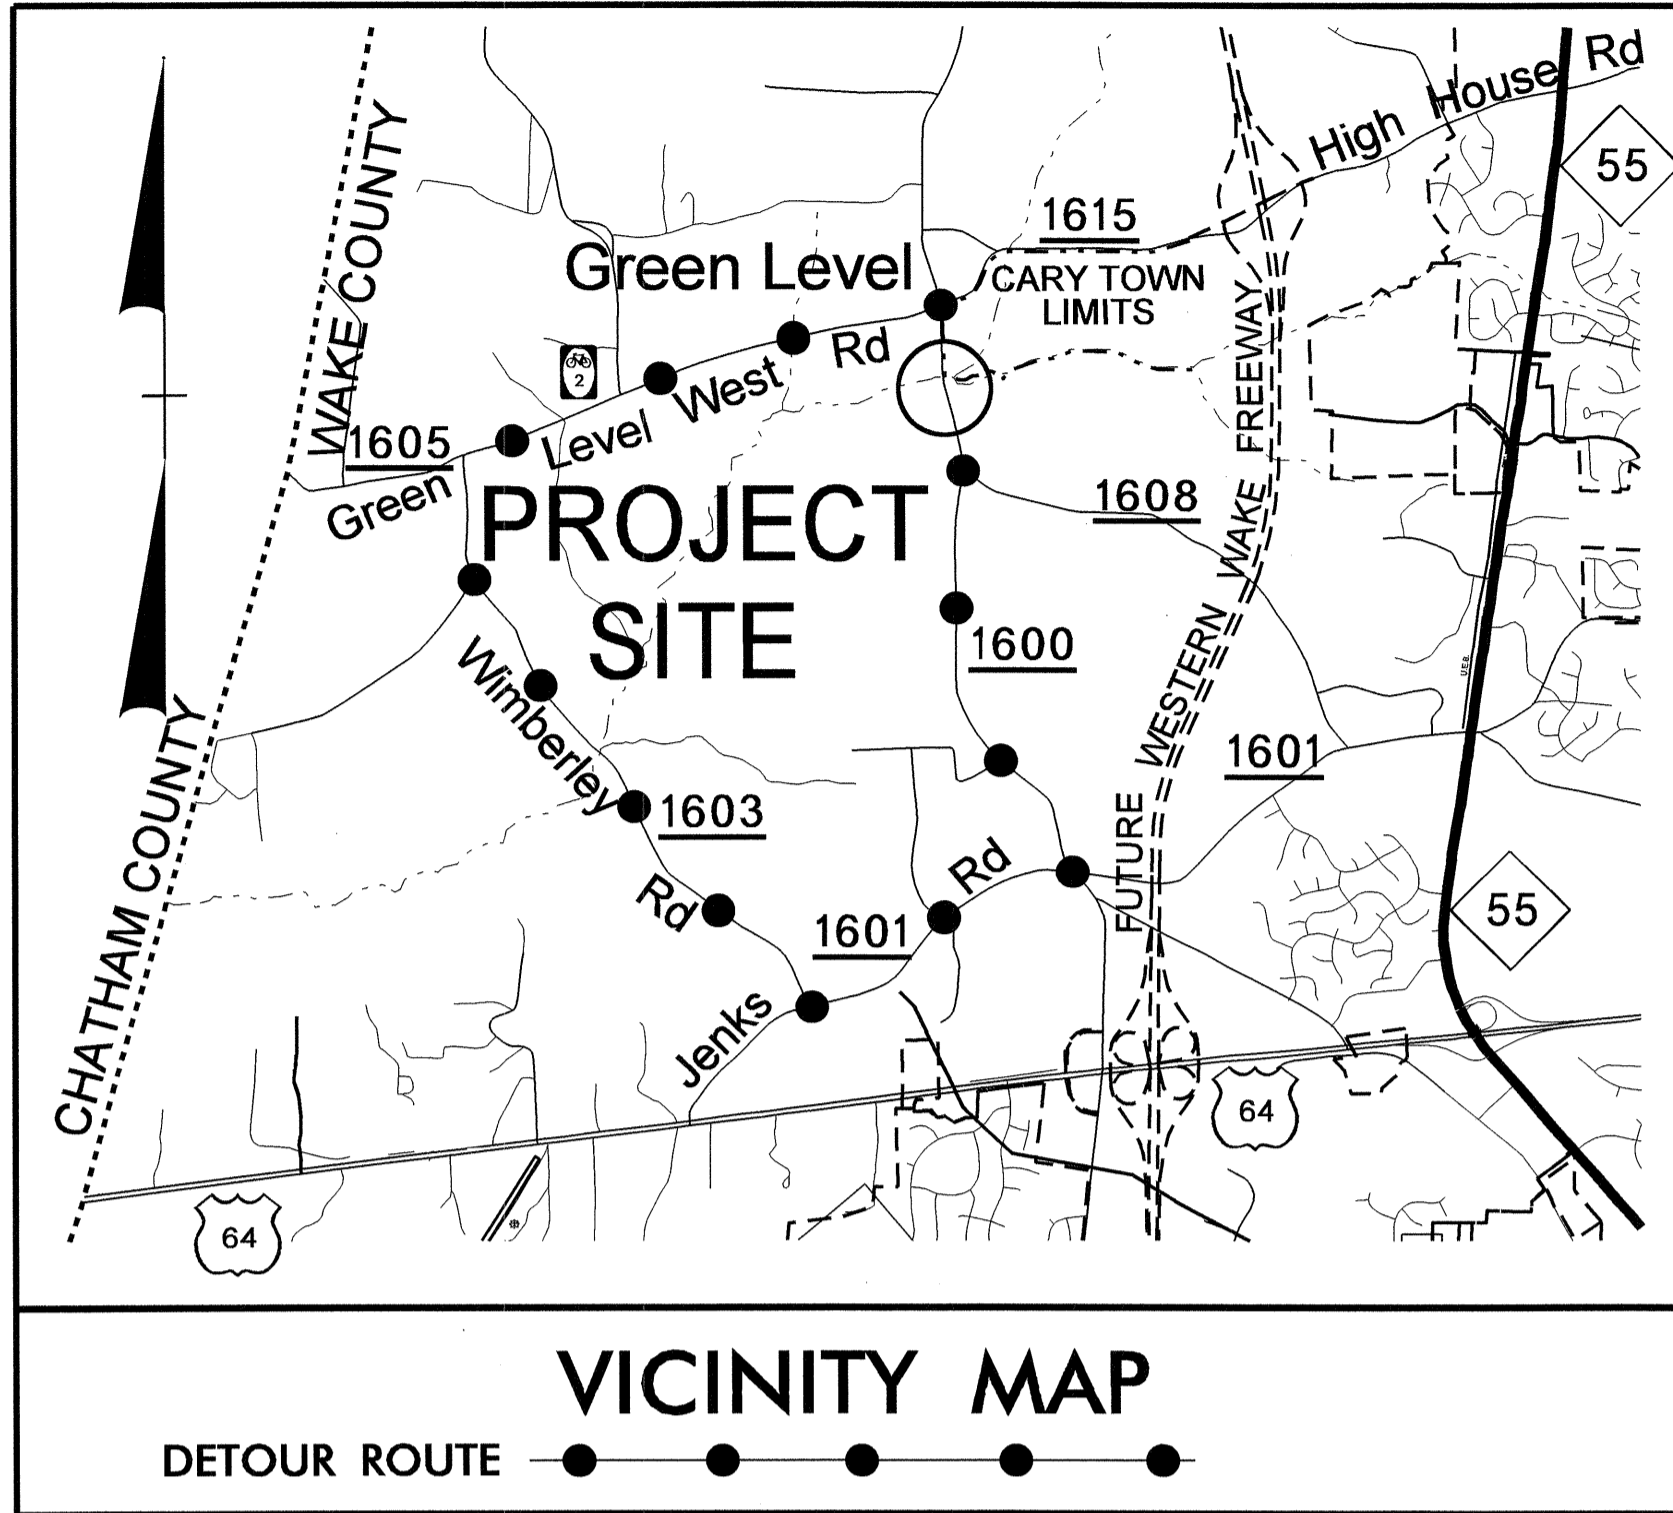 High House Rd
55
WAKE COUNTY
1615
Green Level
CARY TOWN
LIMITS
2
1605
Green Level West Rd
PROJECT
SITE
1608
1600
FUTURE WESTERN WAKE FREEWAY
Wimberley Rd
1603
1601
1601
Jenks Rd
55
CHATHAM COUNTY
64
64
VICINITY MAP
DETOUR ROUTE